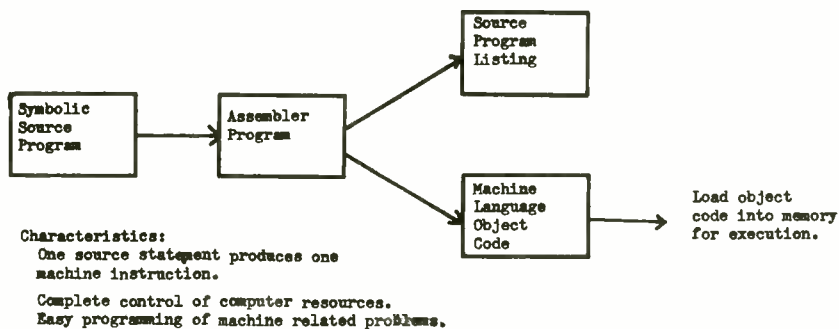 Source
Program
Listing
Symbolic
Source
Program
Assembler
Program
Machine
Language
Object
Code
Load object
code into memory
for execution.
Characteristics:
One source statement produces one
machine instruction.
Complete control of computer resources.
Easy programming of machine related problems.